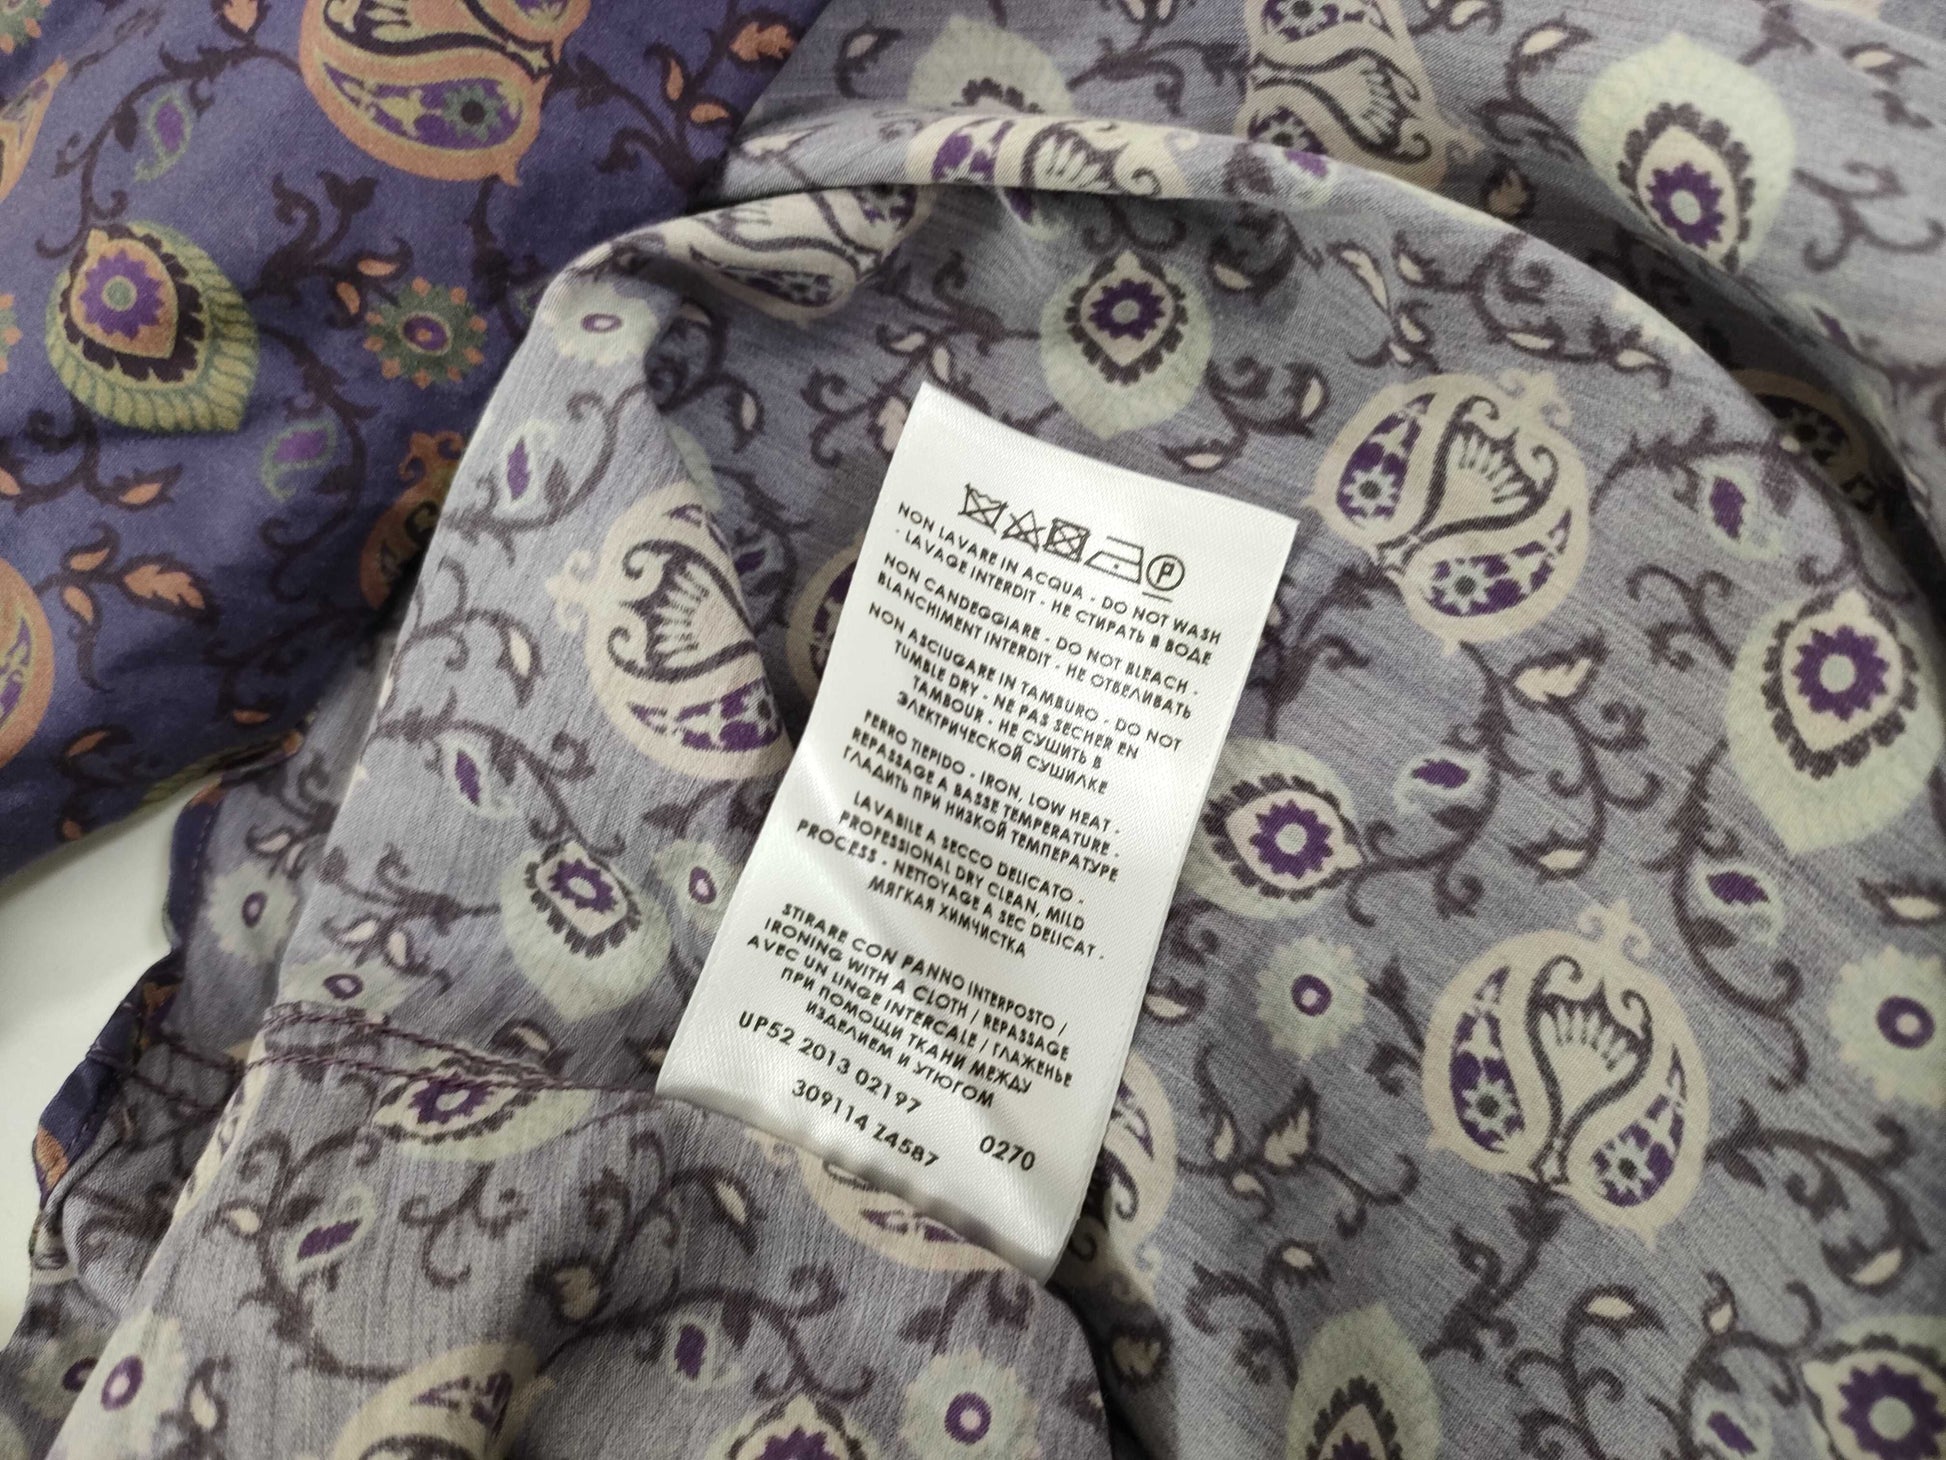 P
NON LAVARE IN ACQUA - DO NOT WASH
- LAVAGE INTERDIT - НЕ СТИРАТЬ В ВОДЕ
NON CANDEGGIARE - DO NOT BLEACH -
BLANCHIMENT INTERDIT - НЕ ОТБЕЛИВАТЬ
NON ASCIUGARE IN TAMBURO - DO NOT
TUMBLE DRY - NE PAS SECHER EN
TAMBOUR - НЕ СУШИТЬ В
ЭЛЕКТРИЧЕСКОЙ СУШИЛКЕ
FERRO TIEPIDO - IRON, LOW HEAT -
REPASSAGE A BASSE TEMPERATURE -
ГЛАДИТЬ ПРИ НИЗКОЙ ТЕМПЕРАТУРЕ
LAVABILE A SECCO DELICATO -
PROFESSIONAL DRY CLEAN, MILD
PROCESS - NETTOYAGE A SEC DELICAT -
МЯГКАЯ ХИМЧИСТКА
STIRARE CON PANNO INTERPOSTO /
IRONING WITH A CLOTH / REPASSAGE
AVEC UN LINGE INTERCALE / ГЛАЖЕНЬЕ
ПРИ ПОМОЩИ ТКАНИ МЕЖДУ
ИЗДЕЛИЕМ И УТЮГОМ
UP52 2013 02197
309114 Z4587 0270